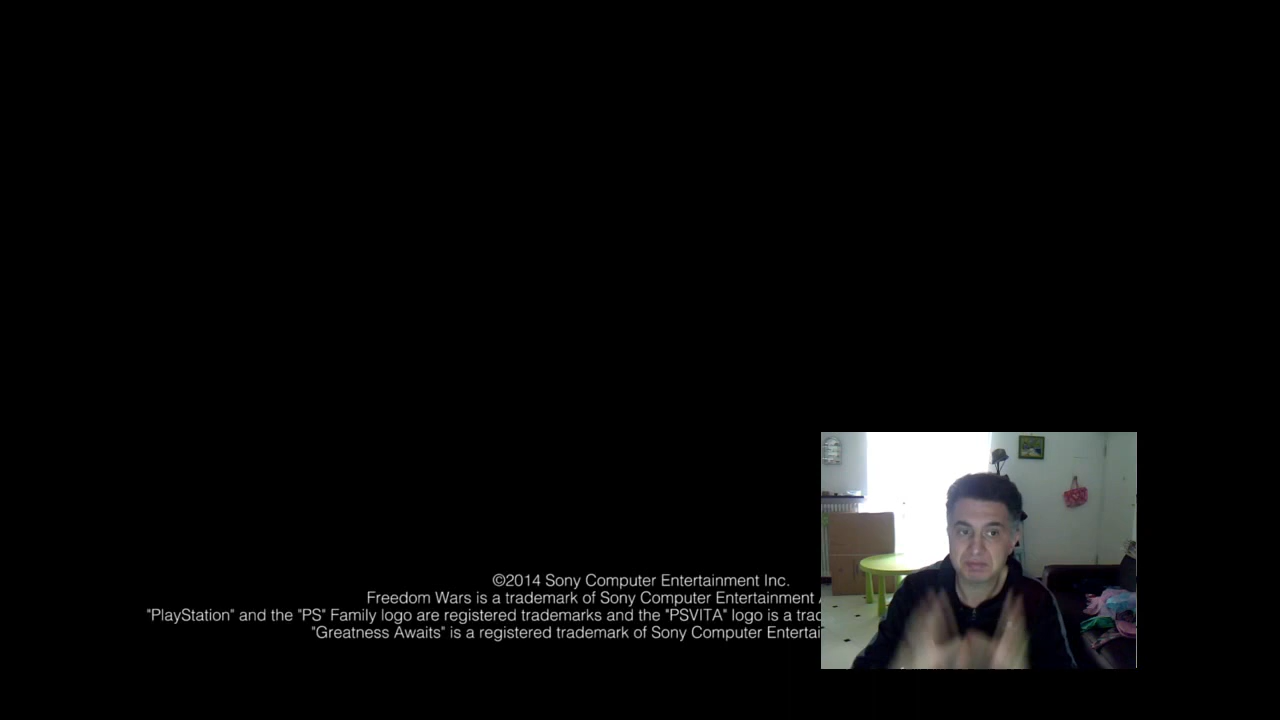 ©2014 Sony Computer Entertainment Inc.
Freedom Wars is a trademark of Sony Computer Entertainment
"PlayStation" and the "PS" Family logo are registered trademarks and the "PSVITA" logo is a
"Greatness Awaits" is a registered trademark of Sony Computer